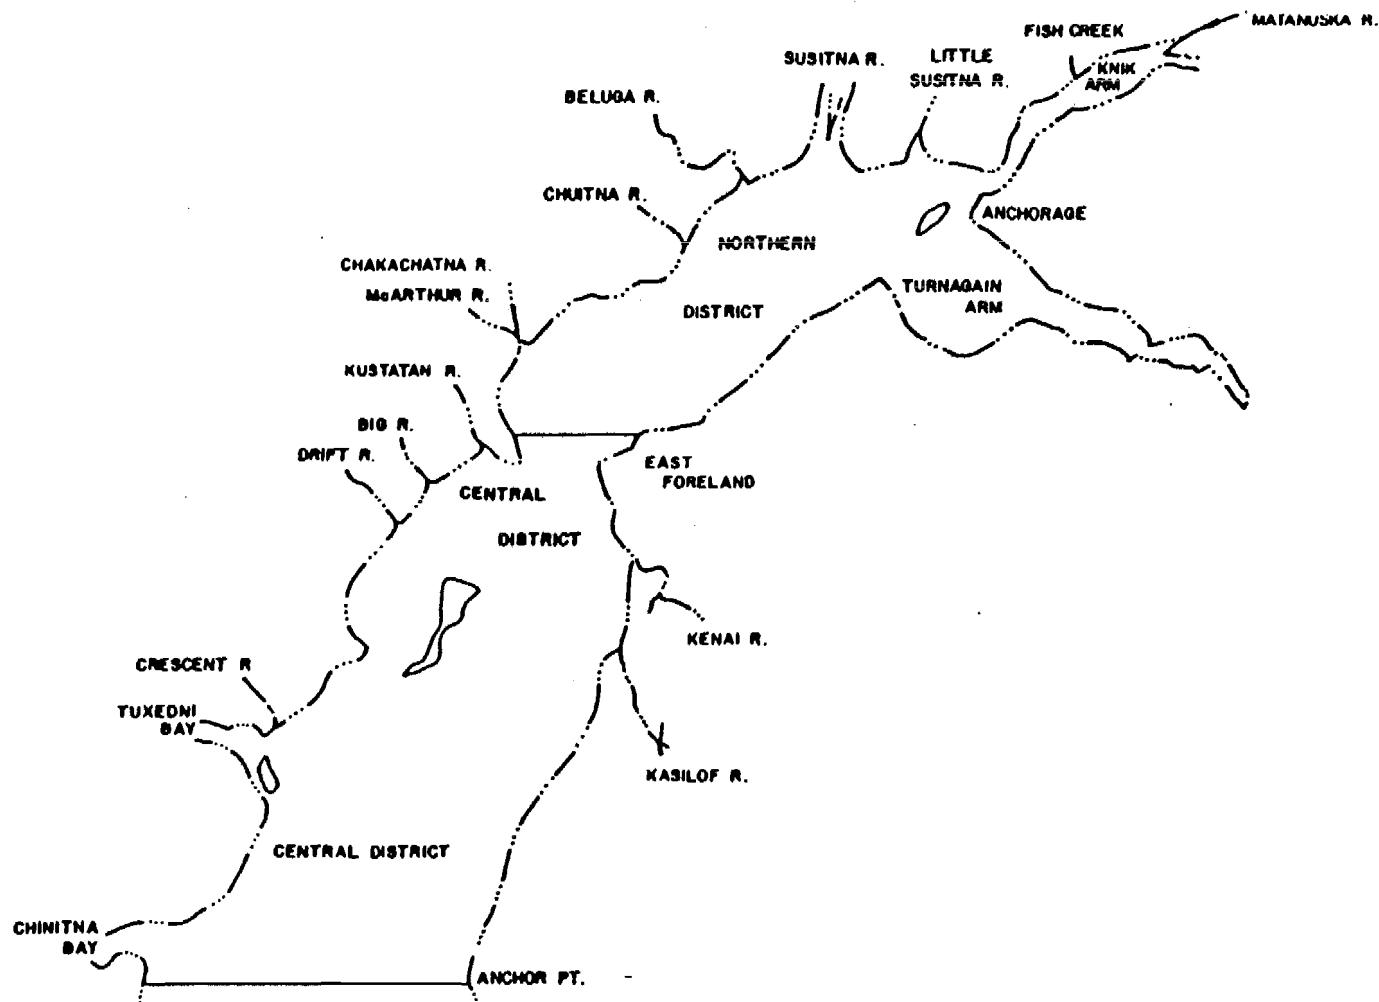 MATANUSKA R.
FISH CREEK
KNIK
ARM
SUSITNA R.
LITTLE
SUSITNA R.
BELUGA R.
CHUITNA R.
ANCHORAGE
NORTHERN
DISTRICT
CHAKACHATNA R.
McARTHUR R.
TURNAGAIN
ARM
KUSTATAN R.
BIG R.
DRIFT R.
EAST
FORELAND
CENTRAL
DISTRICT
KENAI R.
CRESCENT R
TUXEDNI
BAY
KASILOF R.
CENTRAL DISTRICT
CHINITNA
BAY
ANCHOR PT.